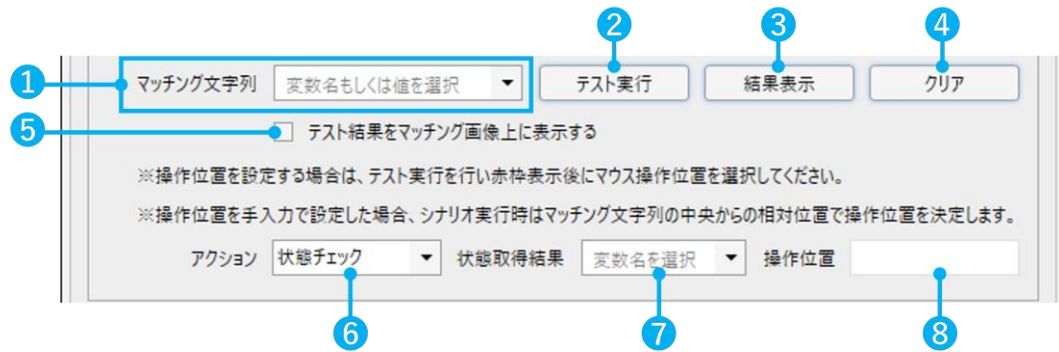 2 3 4
1 マッチング文字列 変数名もしくは値を選択 テスト実行 結果表示 クリア
5 テスト結果をマッチング画像上に表示する
※操作位置を設定する場合は、テスト実行を行い赤枠表示後にマウス操作位置を選択してください。
※操作位置を手入力で設定した場合、シナリオ実行時はマッチング文字列の中央からの相対位置で操作位置を決定します。
アクション 状態チェック 状態取得結果 変数名を選択 操作位置
6 7 8